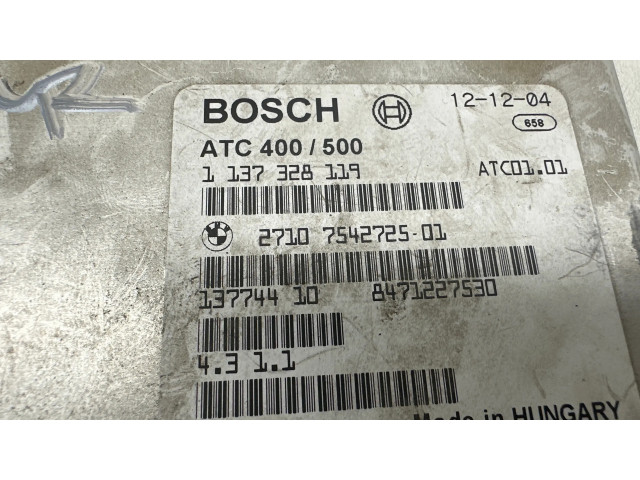 BOSCH 12-12-04
658
ATC 400 / 500
1 137 328 119 ATC01.01
2710 7542725-01
137744 10 8471227530
4.3 1.1
Made in HUNGARY